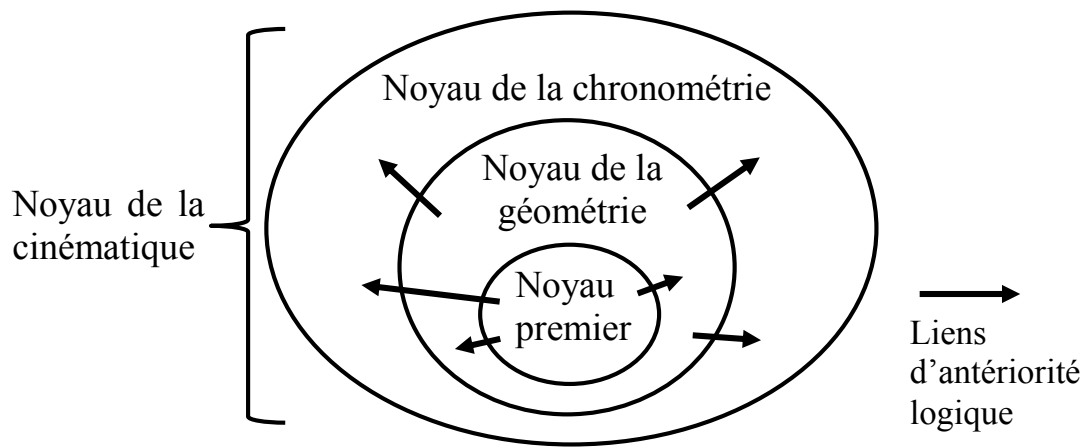 Noyau de la chronométrie
Noyau de la
géométrie
Noyau de la
cinématique
Noyau
premier
Liens
d’antériorité
logique